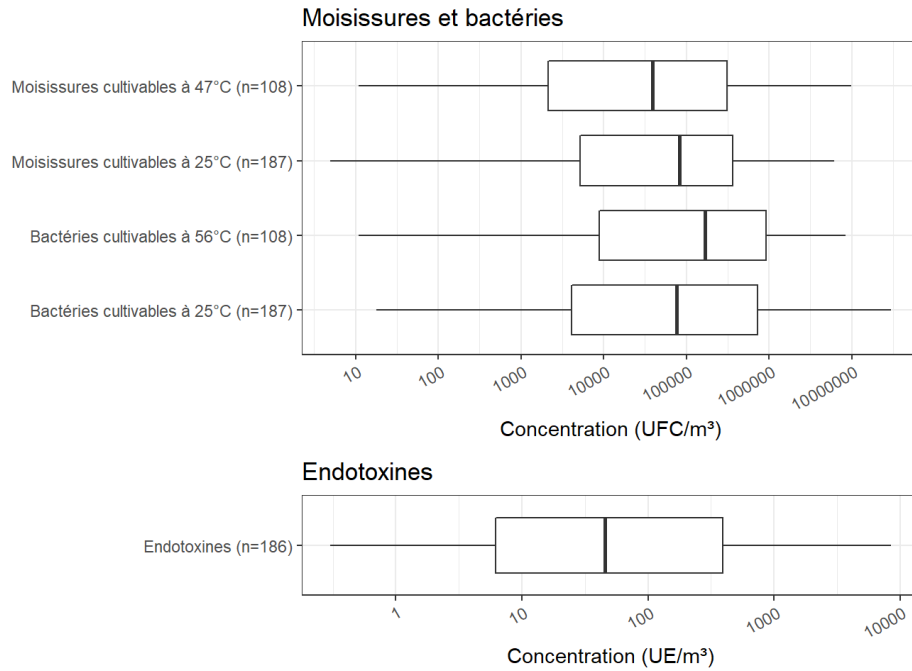 Moisissures et bactéries
Moisissures cultivables à 47°C (n=108)
Moisissures cultivables à 25°C (n=187)
Bactéries cultivables à 56°C (n=108)
Bactéries cultivables à 25°C (n=187)
10 100 1000 10000 100000 1000000 10000000
Concentration (UFC/m³)
Endotoxines
Endotoxines (n=186)
1 10 100 1000 10000
Concentration (UE/m³)